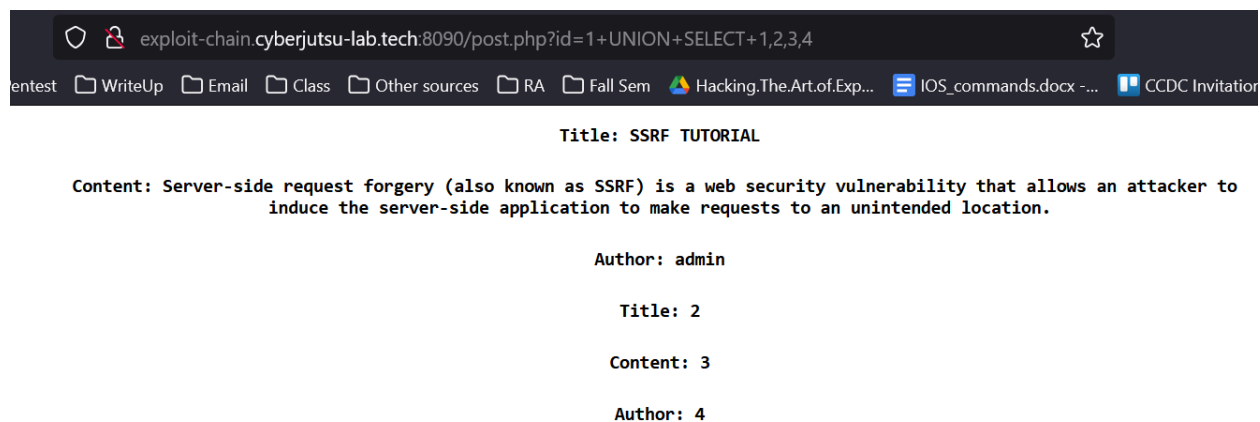 exploit-chain.cyberjutsu-lab.tech:8090/post.php?id=1+UNION+SELECT+1,2,3,4
entest WriteUp Email Class Other sources RA Fall Sem Hacking.The.Art.of.Exp... IOS_commands.docx -... CCDC Invitation
Title: SSRF TUTORIAL
Content: Server-side request forgery (also known as SSRF) is a web security vulnerability that allows an attacker to
induce the server-side application to make requests to an unintended location.
Author: admin
Title: 2
Content: 3
Author: 4